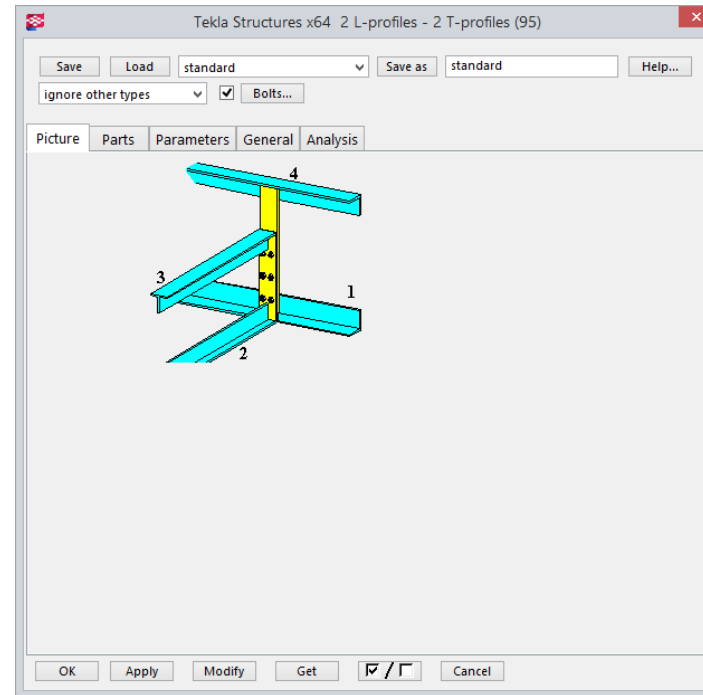 Tekla Structures x64 2 L-profiles - 2 T-profiles (95)
Save Load standard Save as standard Help...
ignore other types Bolts...
Picture Parts Parameters General Analysis
4
3
1
2
OK Apply Modify Get / Cancel